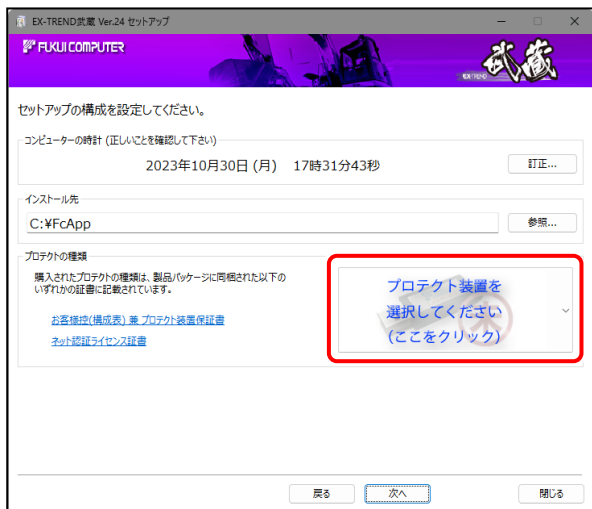 EX-TREND武蔵 Ver.24 セットアップ
FUKUI COMPUTER
EX-TREND
武蔵
セットアップの構成を設定してください。
コンピューターの時計 (正しいことを確認して下さい)
2023年10月30日 (月) 17時31分43秒
訂正...
インストール先
C:¥FcApp
参照...
プロテクトの種類
購入されたプロテクトの種類は、製品パッケージに同梱された以下の
いずれかの証書に記載されています。
お客様控(構成表) 兼 プロテクト装置保証書
ネット認証ライセンス証書
プロテクト装置を
選択してください
(ここをクリック)
戻る
次へ
閉じる